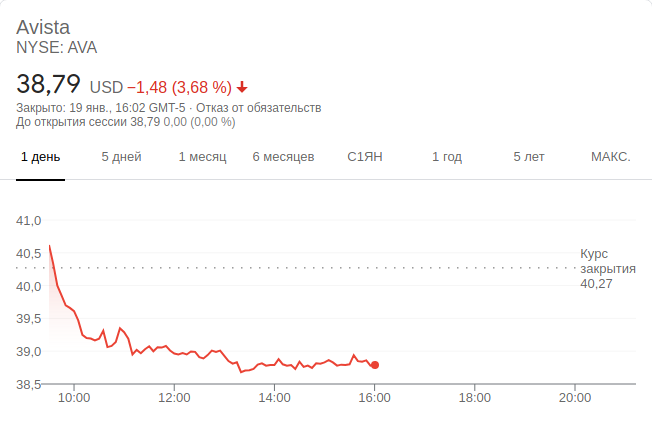 Avista
NYSE: AVA
38,79 USD −1,48 (3,68 %)
Закрыто: 19 янв., 16:02 GMT-5 · Отказ от обязательств
До открытия сессии 38,79 0,00 (0,00 %)
1 день 5 дней 1 месяц 6 месяцев С1ЯН 1 год 5 лет МАКС.
41,0
40,5
40,0
39,5
39,0
38,5
Курс
закрытия
40,27
10:00 12:00 14:00 16:00 18:00 20:00